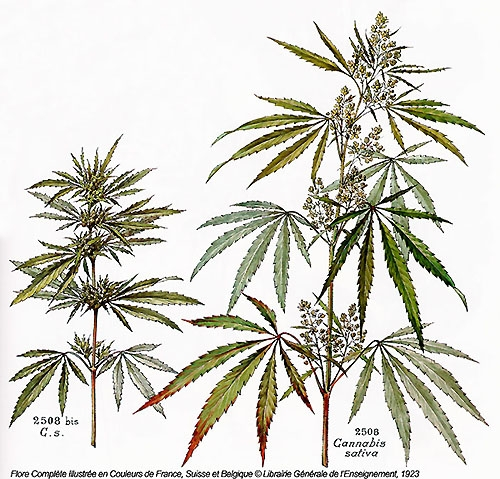 2508 bis
C.s.
2508
Cannabis
sativa
Flore Complète Illustrée en Couleurs de France, Suisse et Belgique © Librairie Générale de l'Enseignement, 1923